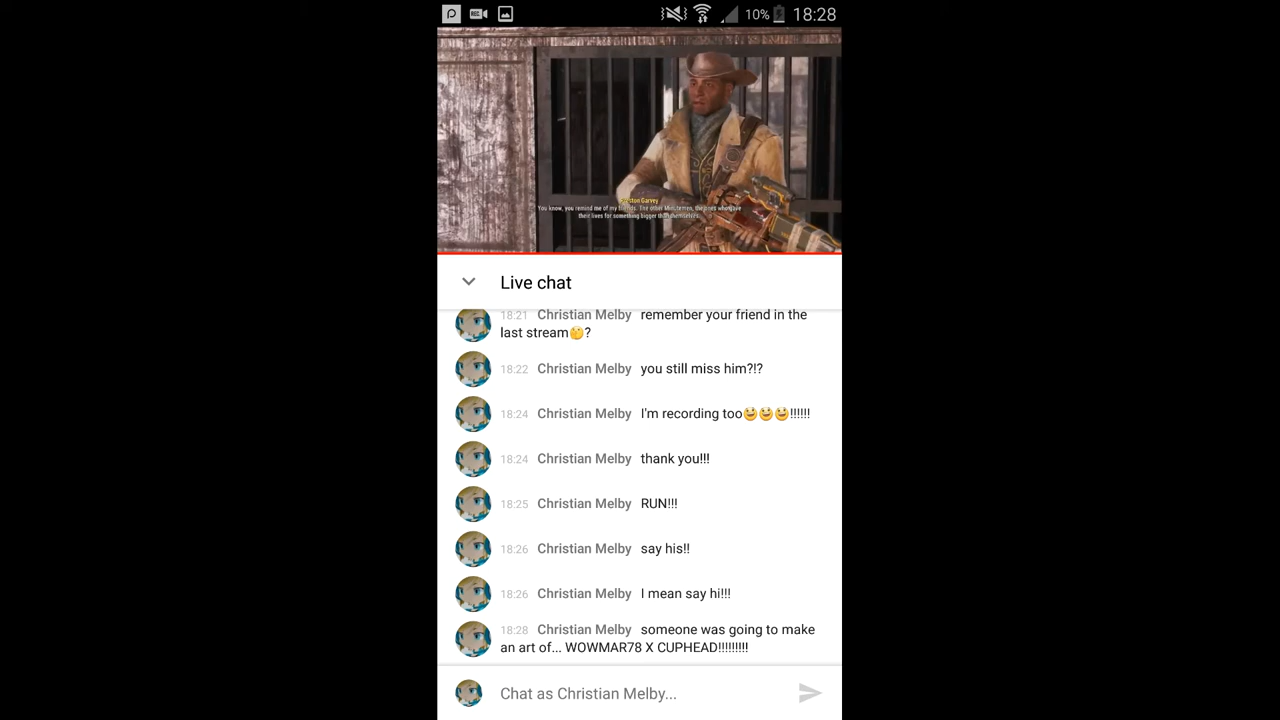 REC
10%
18:28
Preston Garvey
You know, you remind me of my friends. The other Minutemen, the ones who gave
their lives for something bigger than themselves.
Live chat
18:21 Christian Melby remember your friend in the
last stream🤔?
18:22 Christian Melby you still miss him?!?
18:24 Christian Melby I'm recording too😆😆😆!!!!!!
18:24 Christian Melby thank you!!!
18:25 Christian Melby RUN!!!
18:26 Christian Melby say his!!
18:26 Christian Melby I mean say hi!!!
18:28 Christian Melby someone was going to make
an art of... WOWMAR78 X CUPHEAD!!!!!!!!!
Chat as Christian Melby...